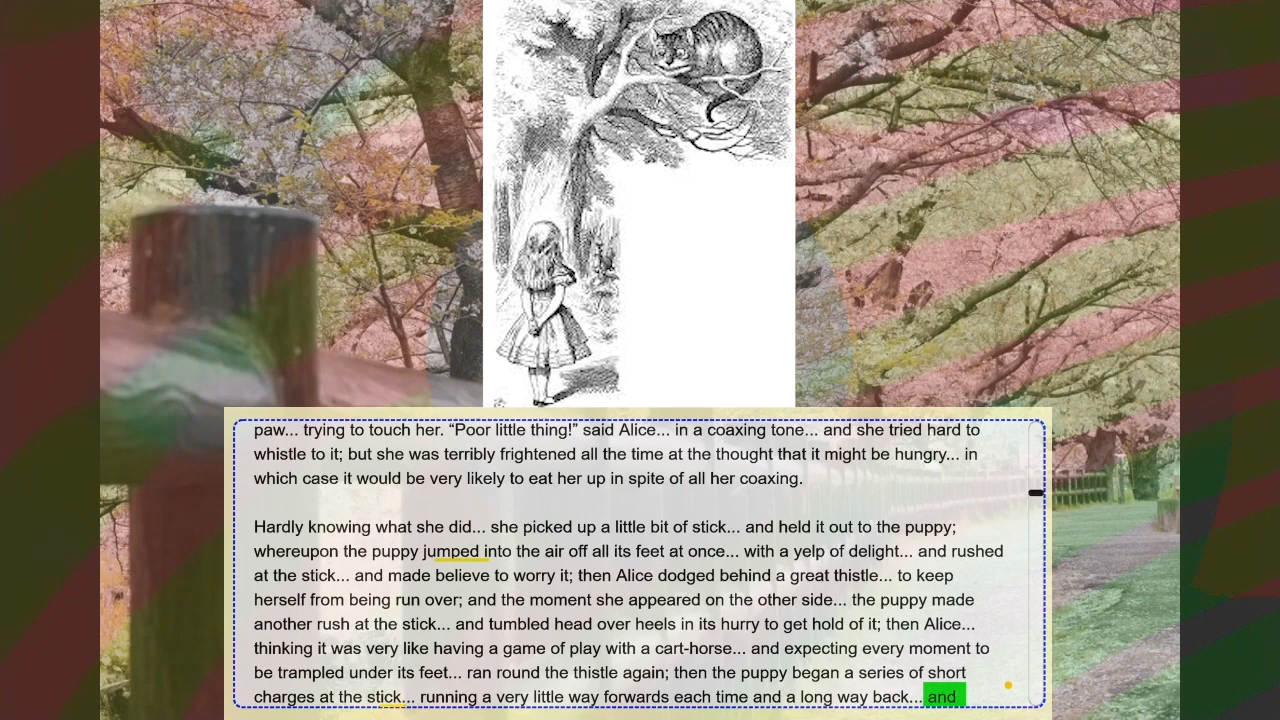 paw... trying to touch her. “Poor little thing!” said Alice... in a coaxing tone... and she tried hard to
whistle to it; but she was terribly frightened all the time at the thought that it might be hungry... in
which case it would be very likely to eat her up in spite of all her coaxing.
Hardly knowing what she did... she picked up a little bit of stick... and held it out to the puppy;
whereupon the puppy jumped into the air off all its feet at once... with a yelp of delight... and rushed
at the stick... and made believe to worry it; then Alice dodged behind a great thistle... to keep
herself from being run over; and the moment she appeared on the other side... the puppy made
another rush at the stick... and tumbled head over heels in its hurry to get hold of it; then Alice...
thinking it was very like having a game of play with a cart-horse... and expecting every moment to
be trampled under its feet... ran round the thistle again; then the puppy began a series of short
charges at the stick... running a very little way forwards each time and a long way back... and